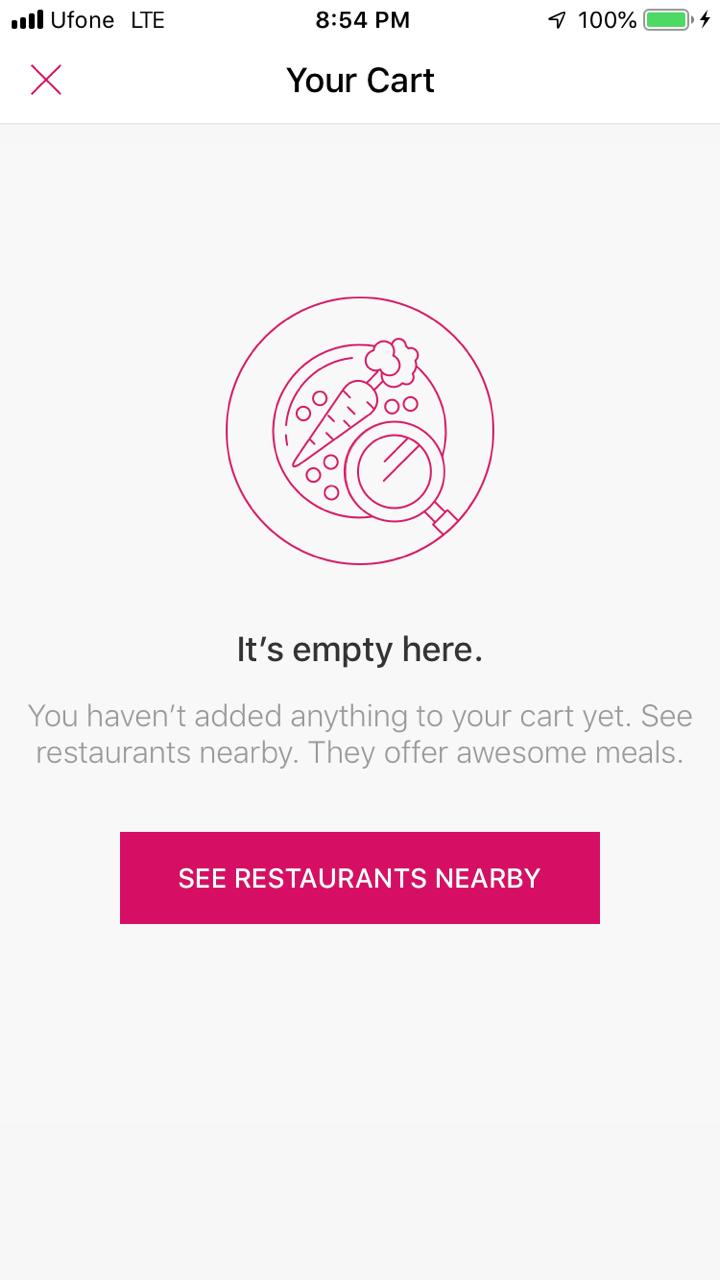 Ufone LTE 8:54 PM 100%
Your Cart
It’s empty here.
You haven’t added anything to your cart yet. See
restaurants nearby. They offer awesome meals.
SEE RESTAURANTS NEARBY